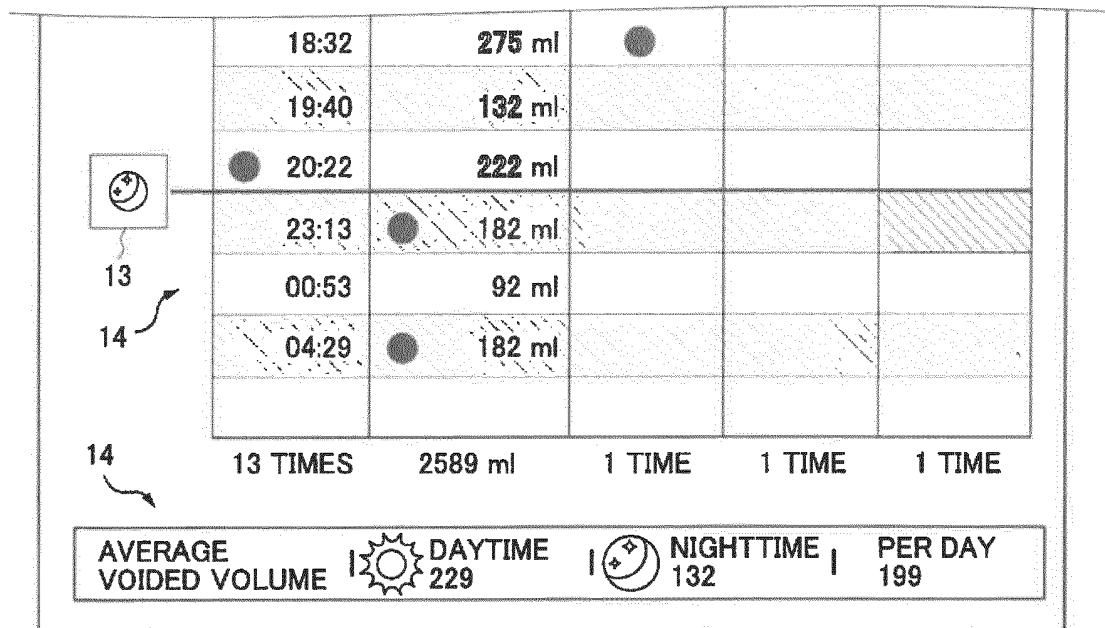 18:32 275 ml
19:40 132 ml
20:22 222 ml
23:13 182 ml
13
00:53 92 ml
14
04:29 182 ml
14
13 TIMES 2589 ml 1 TIME 1 TIME 1 TIME
AVERAGE DAYTIME NIGHTTIME PER DAY
VOIDED VOLUME 229 132 199